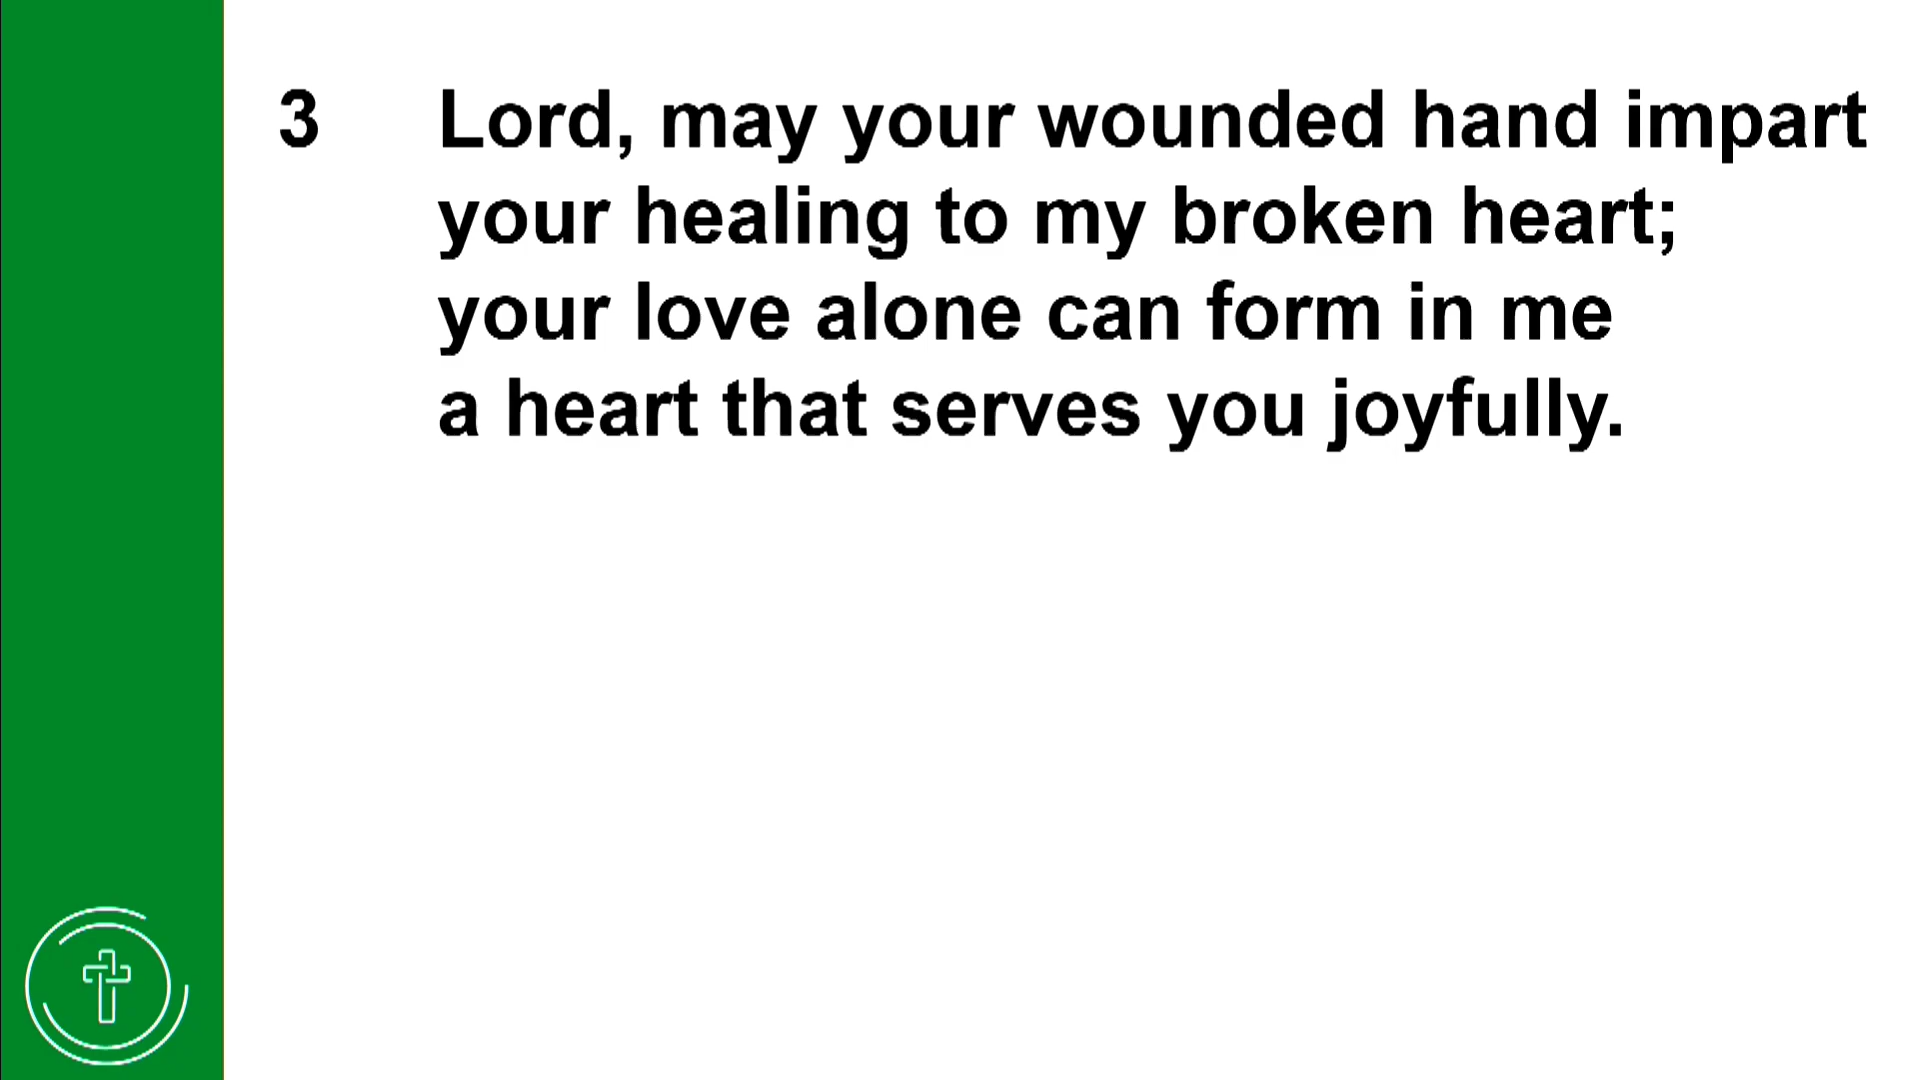 3 Lord, may your wounded hand impart
your healing to my broken heart;
your love alone can form in me
a heart that serves you joyfully.